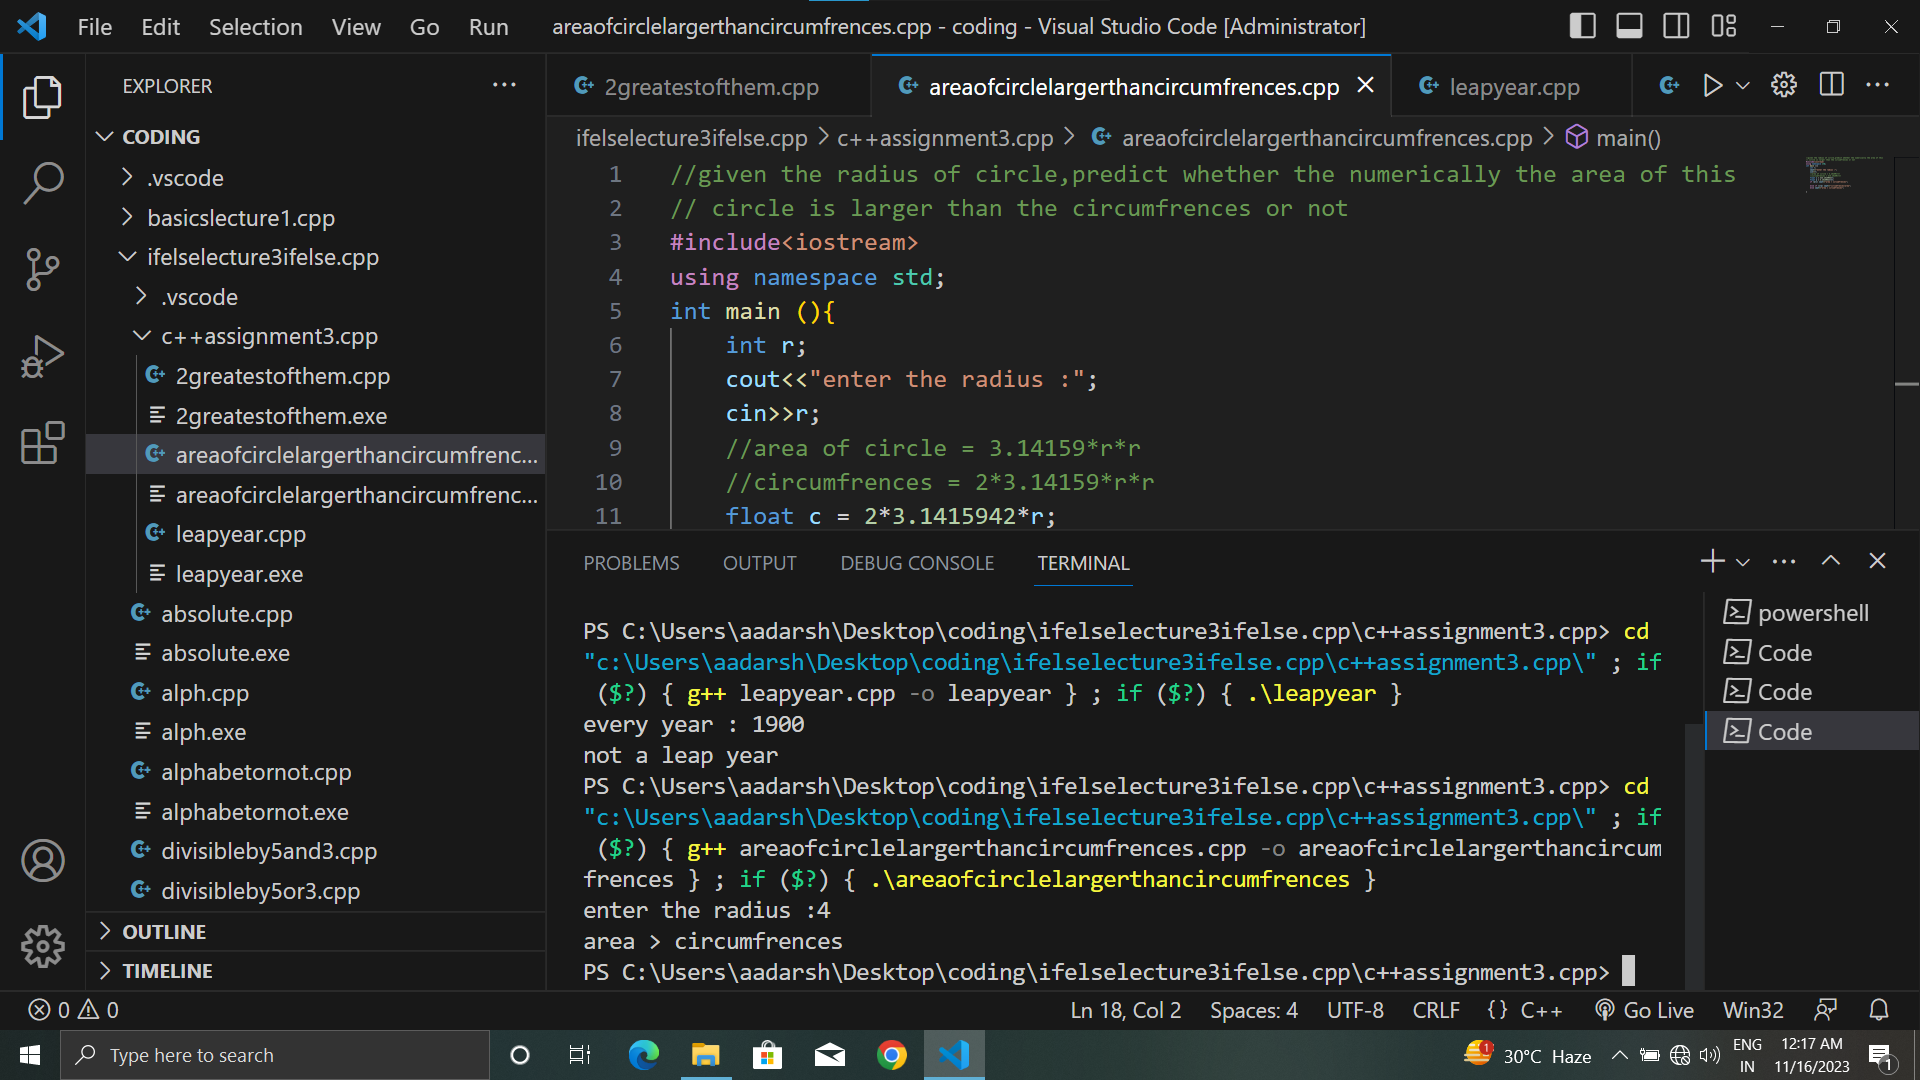 File Edit Selection View Go Run areaofcirclelargerthancircumfrences.cpp - coding - Visual Studio Code [Administrator]
EXPLORER
CODING
.vscode
basicslecture1.cpp
ifelselecture3ifelse.cpp
.vscode
c++assignment3.cpp
2greatestofthem.cpp
2greatestofthem.exe
areaofcirclelargerthancircumfrenc...
areaofcirclelargerthancircumfrenc...
leapyear.cpp
leapyear.exe
absolute.cpp
absolute.exe
alph.cpp
alph.exe
alphabetornot.cpp
alphabetornot.exe
divisibleby5and3.cpp
divisibleby5or3.cpp
OUTLINE
TIMELINE
2greatestofthem.cpp areaofcirclelargerthancircumfrences.cpp leapyear.cpp
ifelselecture3ifelse.cpp > c++assignment3.cpp > areaofcirclelargerthancircumfrences.cpp > main()
1 //given the radius of circle,predict whether the numerically the area of this
2 // circle is larger than the circumfrences or not
3 #include<iostream>
4 using namespace std;
5 int main (){
6 int r;
7 cout<<"enter the radius :";
8 cin>>r;
9 //area of circle = 3.14159*r*r
10 //circumfrences = 2*3.14159*r*r
11 float c = 2*3.1415942*r;
PROBLEMS OUTPUT DEBUG CONSOLE TERMINAL
PS C:\Users\aadarsh\Desktop\coding\ifelselecture3ifelse.cpp\c++assignment3.cpp> cd
"c:\Users\aadarsh\Desktop\coding\ifelselecture3ifelse.cpp\c++assignment3.cpp\" ; if
($?) { g++ leapyear.cpp -o leapyear } ; if ($?) { .\leapyear }
every year : 1900
not a leap year
PS C:\Users\aadarsh\Desktop\coding\ifelselecture3ifelse.cpp\c++assignment3.cpp> cd
"c:\Users\aadarsh\Desktop\coding\ifelselecture3ifelse.cpp\c++assignment3.cpp\" ; if
($?) { g++ areaofcirclelargerthancircumfrences.cpp -o areaofcirclelargerthancircum
frences } ; if ($?) { .\areaofcirclelargerthancircumfrences }
enter the radius :4
area > circumfrences
PS C:\Users\aadarsh\Desktop\coding\ifelselecture3ifelse.cpp\c++assignment3.cpp>
powershell
Code
Code
Code
0 0 Ln 18, Col 2 Spaces: 4 UTF-8 CRLF {} C++ Go Live Win32
Type here to search
30°C Haze
ENG
IN
12:17 AM
11/16/2023
1
1